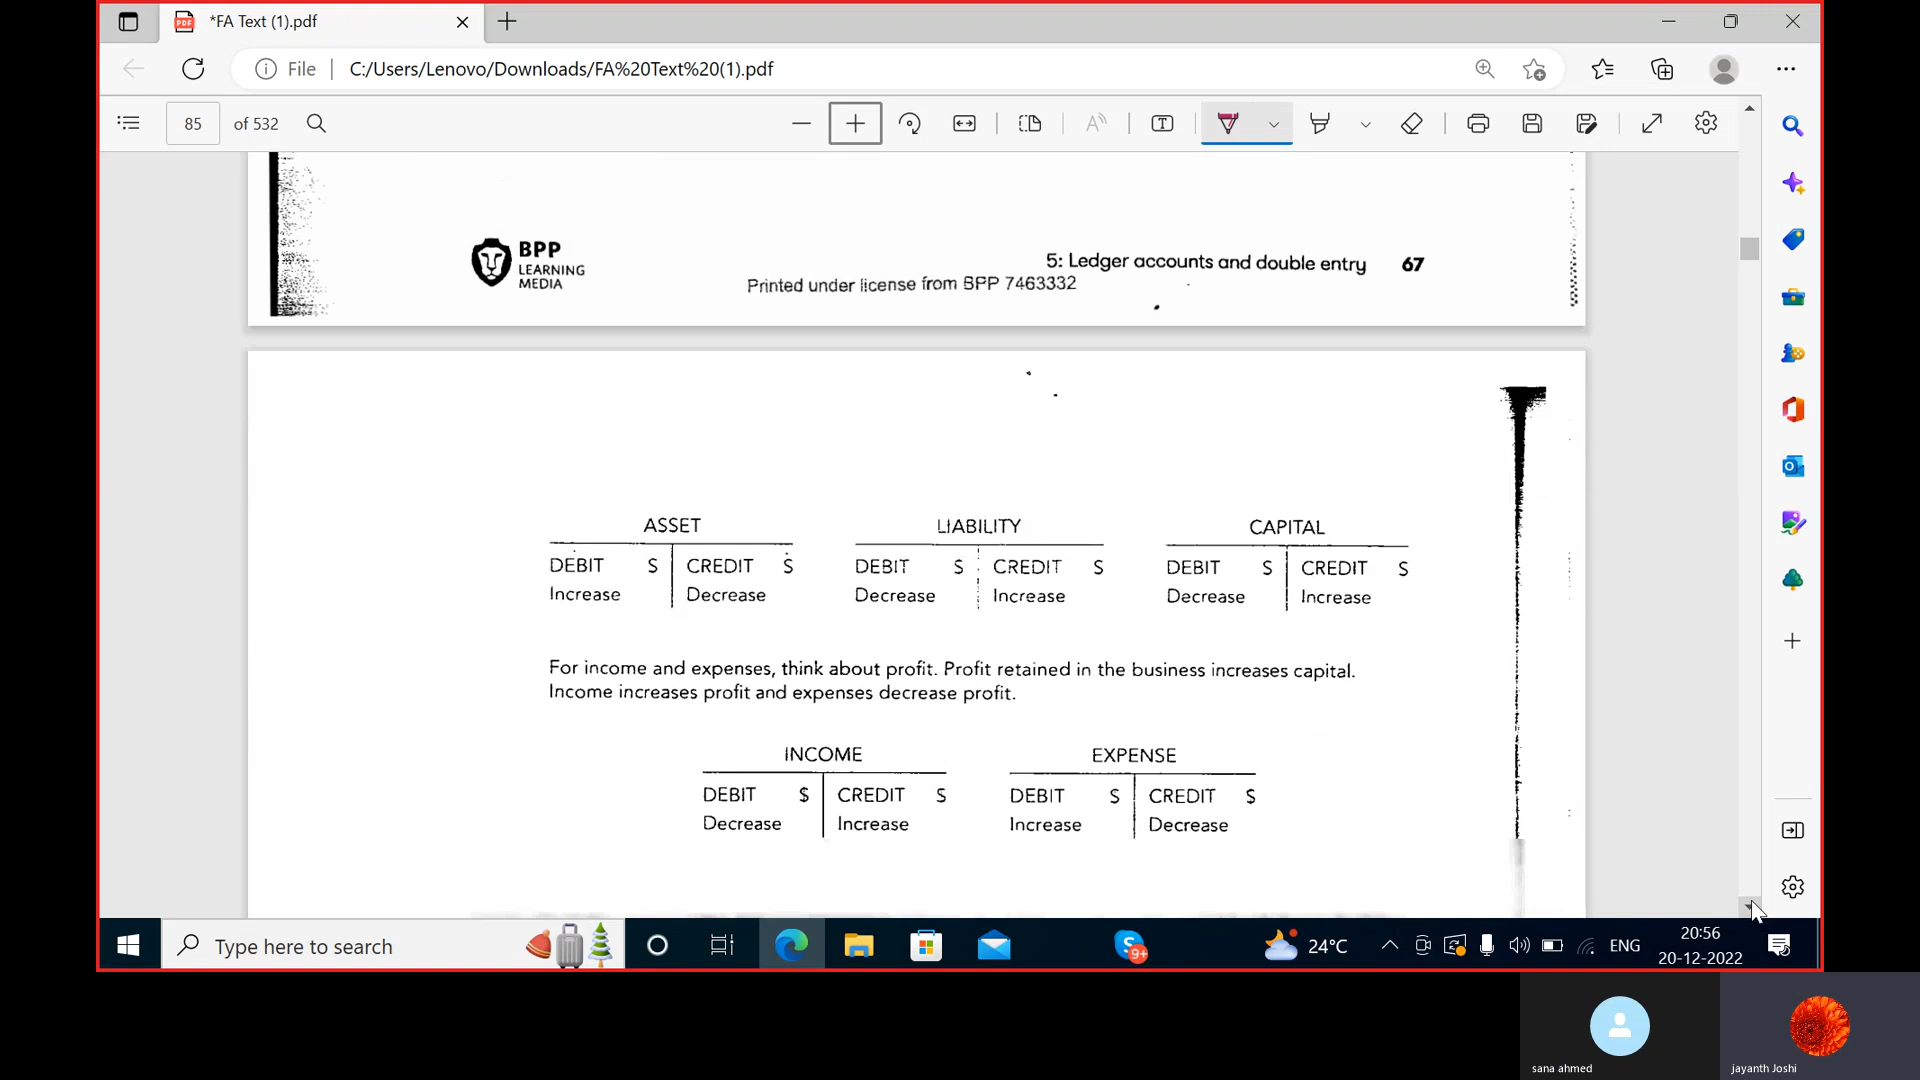 *FA Text (1).pdf
File | C:/Users/Lenovo/Downloads/FA%20Text%20(1).pdf
85 of 532
BPP
LEARNING
MEDIA
5: Ledger accounts and double entry 67
Printed under license from BPP 7463332
ASSET LIABILITY CAPITAL
DEBIT $ CREDIT $ DEBIT $ CREDIT $ DEBIT $ CREDIT $
Increase Decrease Decrease Increase Decrease Increase
For income and expenses, think about profit. Profit retained in the business increases capital.
Income increases profit and expenses decrease profit.
INCOME EXPENSE
DEBIT $ CREDIT $ DEBIT $ CREDIT $
Decrease Increase Increase Decrease
Type here to search
9+
24°C
ENG
20:56
20-12-2022
sana ahmed
jayanth Joshi